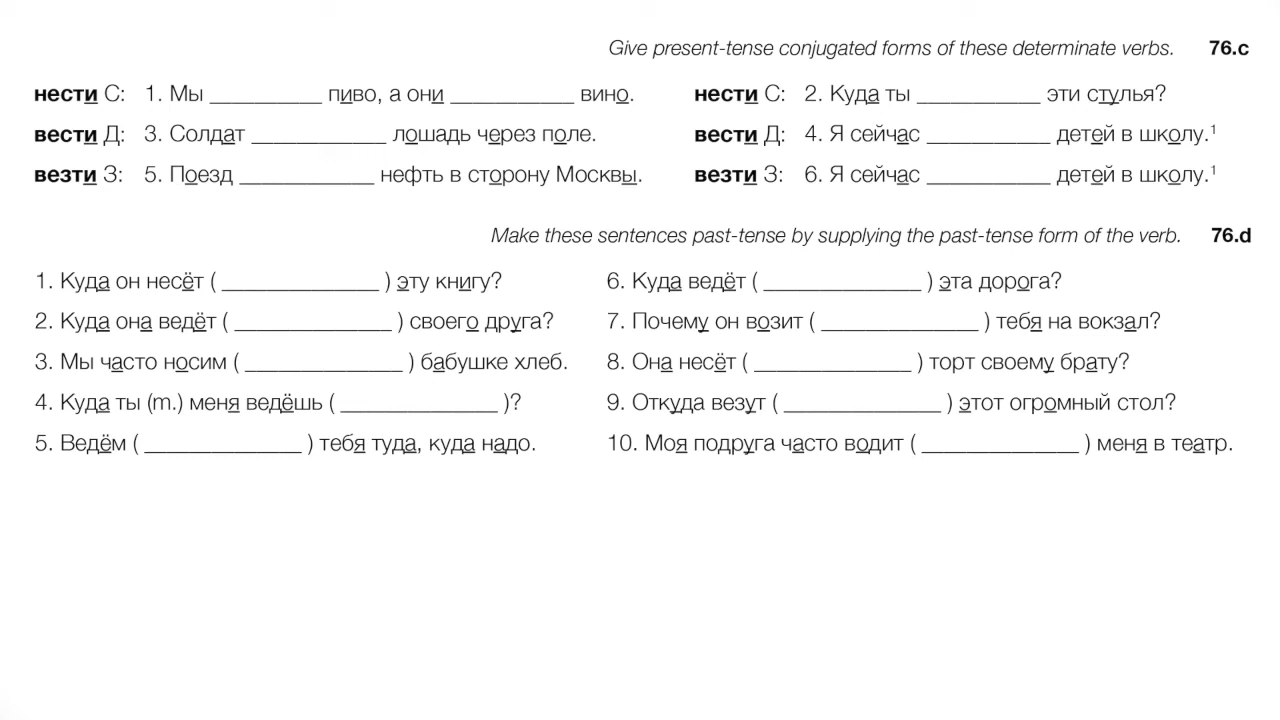 Give present-tense conjugated forms of these determinate verbs. 76.c
нести С: 1. Мы __________ пиво, а они ___________ вино. нести С: 2. Куда ты ___________ эти стулья?
вести Д: 3. Солдат ____________ лошадь через поле. вести Д: 4. Я сейчас ___________ детей в школу.¹
везти З: 5. Поезд ____________ нефть в сторону Москвы. везти З: 6. Я сейчас ___________ детей в школу.¹
Make these sentences past-tense by supplying the past-tense form of the verb. 76.d
1. Куда он несёт ( ______________ ) эту книгу?
2. Куда она ведёт ( ______________ ) своего друга?
3. Мы часто носим ( ______________ ) бабушке хлеб.
4. Куда ты (m.) меня ведёшь ( ______________ )?
5. Ведём ( ______________ ) тебя туда, куда надо.
6. Куда ведёт ( ______________ ) эта дорога?
7. Почему он возит ( ______________ ) тебя на вокзал?
8. Она несёт ( ______________ ) торт своему брату?
9. Откуда везут ( ______________ ) этот огромный стол?
10. Моя подруга часто водит ( ______________ ) меня в театр.